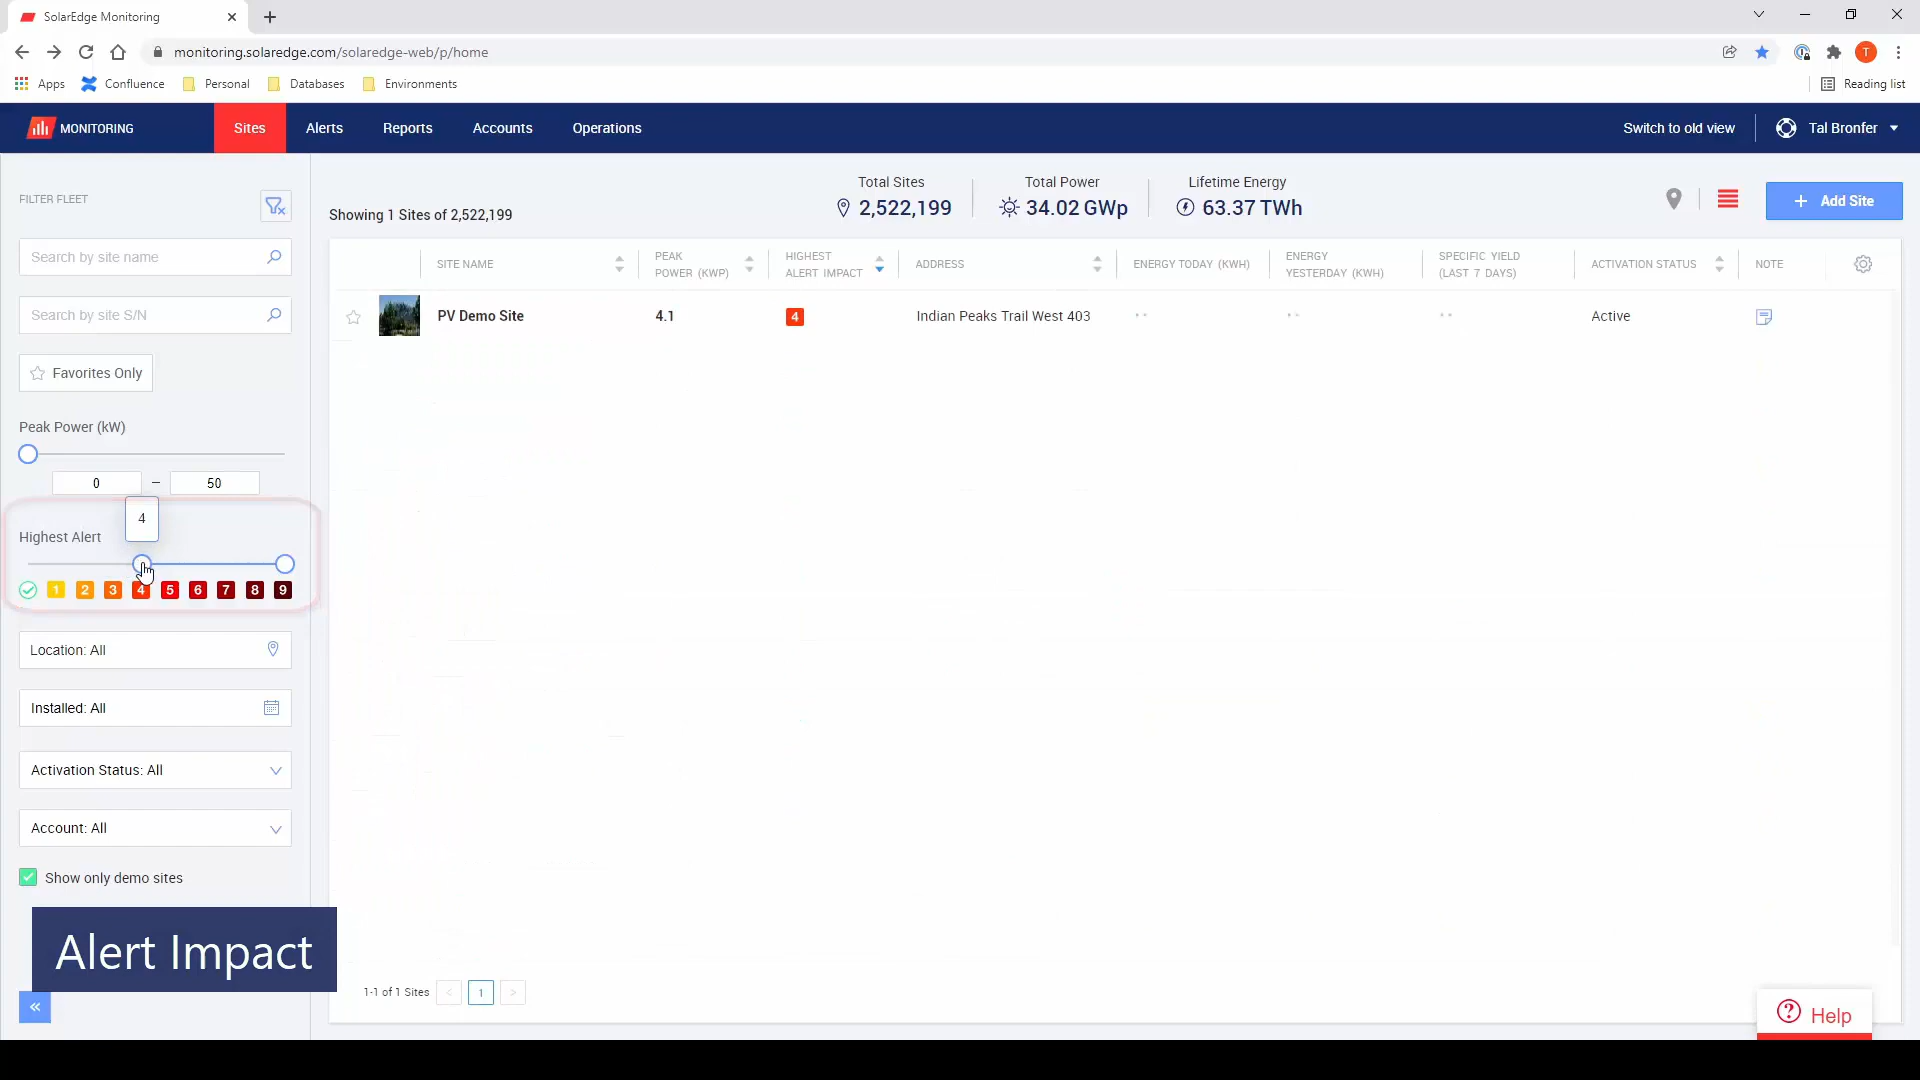 SolarEdge Monitoring
monitoring.solaredge.com/solaredge-web/p/home
T
Apps Confluence Personal Databases Environments Reading list
MONITORING Sites Alerts Reports Accounts Operations Switch to old view Tal Bronfer
FILTER FLEET
Search by site name
Search by site S/N
Favorites Only
Peak Power (kW)
0 – 50
4
Highest Alert
1 2 3 4 5 6 7 8 9
Location: All
Installed: All
Activation Status: All
Account: All
Show only demo sites
Alert Impact
«
Showing 1 Sites of 2,522,199
Total Sites
2,522,199
Total Power
34.02 GWp
Lifetime Energy
63.37 TWh
+ Add Site
SITE NAME
PEAK
POWER (KWP)
HIGHEST
ALERT IMPACT
ADDRESS
ENERGY TODAY (KWH)
ENERGY
YESTERDAY (KWH)
SPECIFIC YIELD
(LAST 7 DAYS)
ACTIVATION STATUS
NOTE
PV Demo Site 4.1 4 Indian Peaks Trail West 403 -- -- -- Active
1-1 of 1 Sites < 1 >
? Help